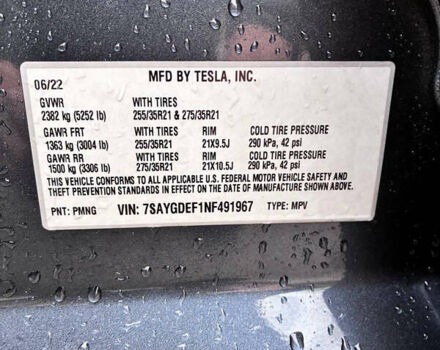 06/22 MFD BY TESLA, INC.
GVWR WITH TIRES
2382 kg (5252 lb) 255/35R21 & 275/35R21
GAWR FRT WITH TIRES RIM COLD TIRE PRESSURE
1363 kg (3004 lb) 255/35R21 21X9.5J 290 kPa, 42 psi
GAWR RR WITH TIRES RIM COLD TIRE PRESSURE
1500 kg (3306 lb) 275/35R21 21X10.5J 290 kPa, 42 psi
THIS VEHICLE CONFORMS TO ALL APPLICABLE U.S. FEDERAL MOTOR VEHICLE SAFETY AND
THEFT PREVENTION STANDARDS IN EFFECT ON THE DATE OF MANUFACTURE SHOWN ABOVE.
PNT: PMNG VIN: 7SAYGDEF1NF491967 TYPE: MPV